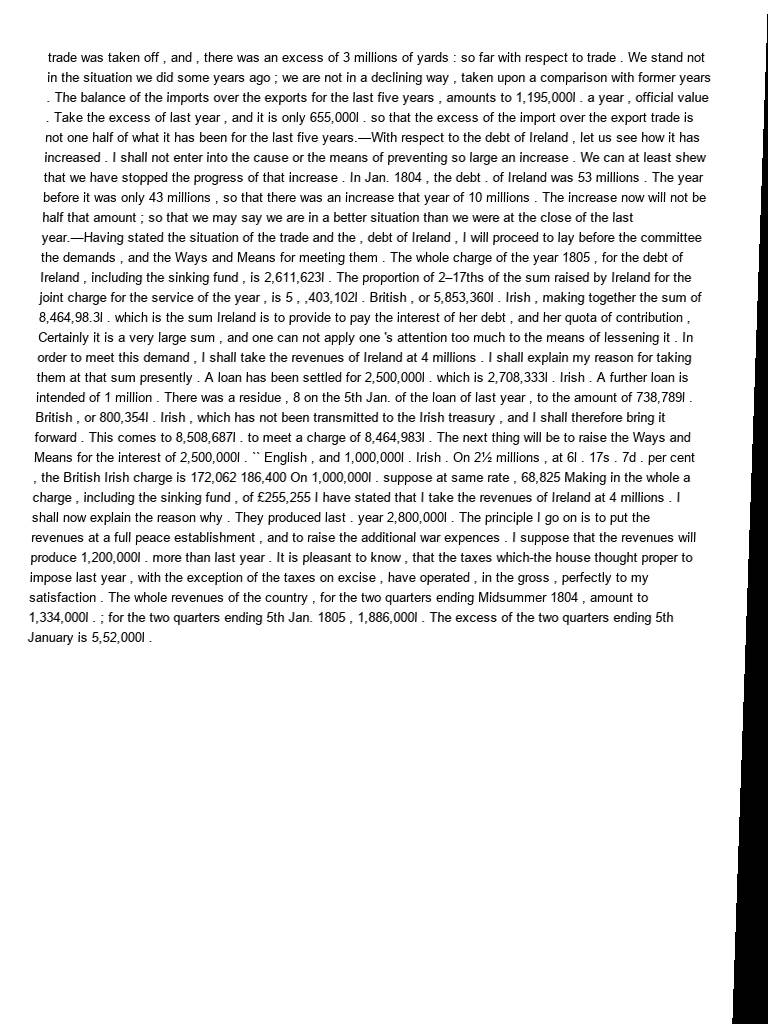 trade was taken off , and , there was an excess of 3 millions of yards : so far with respect to trade . We stand not
in the situation we did some years ago ; we are not in a declining way , taken upon a comparison with former years
. The balance of the imports over the exports for the last five years , amounts to 1,195,000l . a year , official value
. Take the excess of last year , and it is only 655,000l . so that the excess of the import over the export trade is
not one half of what it has been for the last five years.—With respect to the debt of Ireland , let us see how it has
increased . I shall not enter into the cause or the means of preventing so large an increase . We can at least shew
that we have stopped the progress of that increase . In Jan. 1804 , the debt . of Ireland was 53 millions . The year
before it was only 43 millions , so that there was an increase that year of 10 millions . The increase now will not be
half that amount ; so that we may say we are in a better situation than we were at the close of the last
year.—Having stated the situation of the trade and the , debt of Ireland , I will proceed to lay before the committee
the demands , and the Ways and Means for meeting them . The whole charge of the year 1805 , for the debt of
Ireland , including the sinking fund , is 2,611,623l . The proportion of 2–17ths of the sum raised by Ireland for the
joint charge for the service of the year , is 5 , ,403,102l . British , or 5,853,360l . Irish , making together the sum of
8,464,98.3l . which is the sum Ireland is to provide to pay the interest of her debt , and her quota of contribution ,
Certainly it is a very large sum , and one can not apply one 's attention too much to the means of lessening it . In
order to meet this demand , I shall take the revenues of Ireland at 4 millions . I shall explain my reason for taking
them at that sum presently . A loan has been settled for 2,500,000l . which is 2,708,333l . Irish . A further loan is
intended of 1 million . There was a residue , 8 on the 5th Jan. of the loan of last year , to the amount of 738,789l .
British , or 800,354l . Irish , which has not been transmitted to the Irish treasury , and I shall therefore bring it
forward . This comes to 8,508,687l . to meet a charge of 8,464,983l . The next thing will be to raise the Ways and
Means for the interest of 2,500,000l . `` English , and 1,000,000l . Irish . On 2½ millions , at 6l . 17s . 7d . per cent
, the British Irish charge is 172,062 186,400 On 1,000,000l . suppose at same rate , 68,825 Making in the whole a
charge , including the sinking fund , of £255,255 I have stated that I take the revenues of Ireland at 4 millions . I
shall now explain the reason why . They produced last . year 2,800,000l . The principle I go on is to put the
revenues at a full peace establishment , and to raise the additional war expences . I suppose that the revenues will
produce 1,200,000l . more than last year . It is pleasant to know , that the taxes which-the house thought proper to
impose last year , with the exception of the taxes on excise , have operated , in the gross , perfectly to my
satisfaction . The whole revenues of the country , for the two quarters ending Midsummer 1804 , amount to
1,334,000l . ; for the two quarters ending 5th Jan. 1805 , 1,886,000l . The excess of the two quarters ending 5th
January is 5,52,000l .